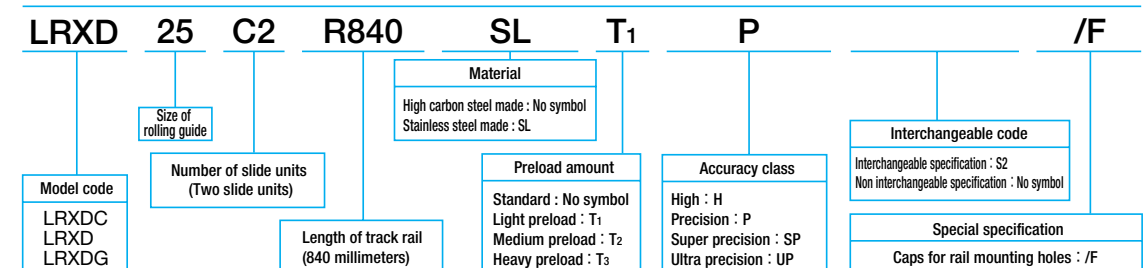 LRXD 25 C2 R840 SL T1 P /F
Material
High carbon steel made : No symbol
Stainless steel made : SL
Size of
rolling guide
Number of slide units
(Two slide units)
Model code
LRXDC
LRXD
LRXDG
Length of track rail
(840 millimeters)
Preload amount
Standard : No symbol
Light preload : T1
Medium preload : T2
Heavy preload : T3
Accuracy class
High : H
Precision : P
Super precision : SP
Ultra precision : UP
Interchangeable code
Interchangeable specification : S2
Non interchangeable specification : No symbol
Special specification
Caps for rail mounting holes : /F